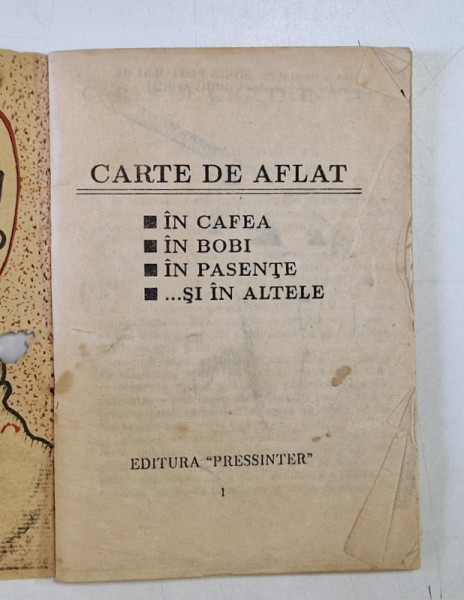 CARTE DE AFLAT
■ ÎN CAFEA
■ ÎN BOBI
■ ÎN PASENŢE
■ ...ŞI ÎN ALTELE
EDITURA "PRESSINTER"
1